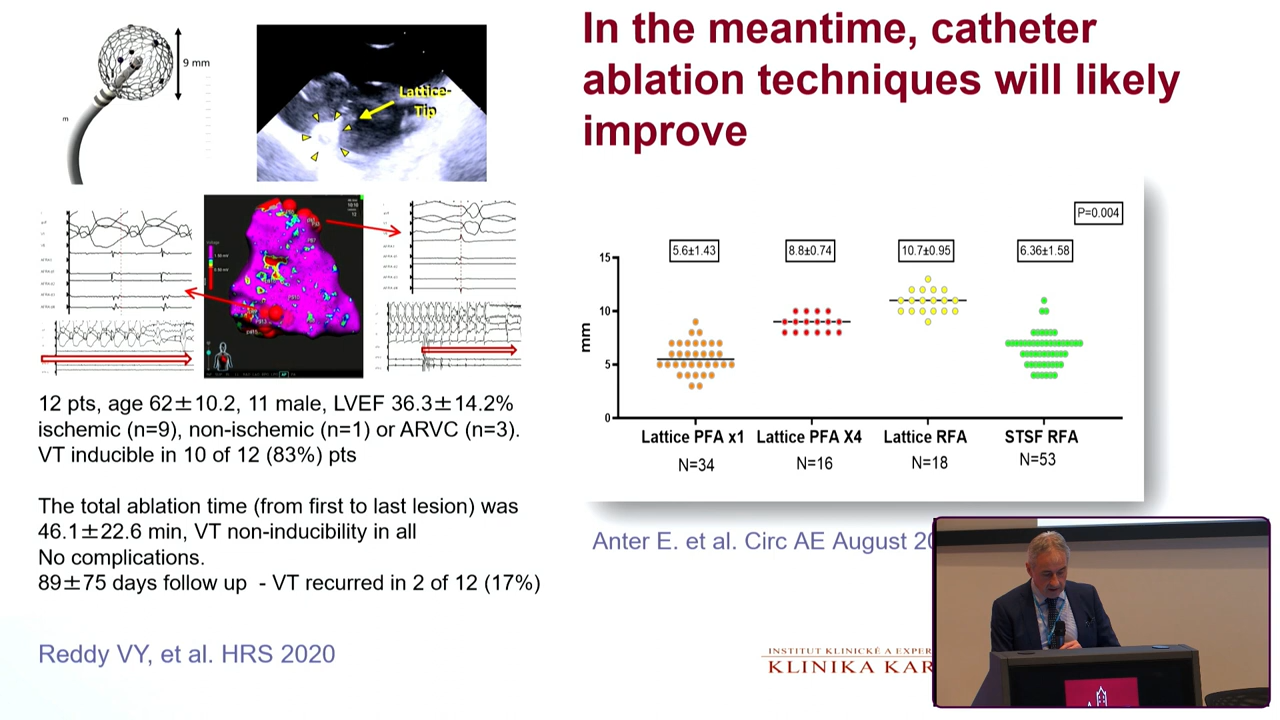 In the meantime, catheter
ablation techniques will likely
improve
9 mm
m
Lattice-
Tip
12 pts, age 62±10.2, 11 male, LVEF 36.3±14.2%
ischemic (n=9), non-ischemic (n=1) or ARVC (n=3).
VT inducible in 10 of 12 (83%) pts
The total ablation time (from first to last lesion) was
46.1±22.6 min, VT non-inducibility in all
No complications.
89±75 days follow up - VT recurred in 2 of 12 (17%)
Reddy VY, et al. HRS 2020
P=0.004
5.6±1.43
8.8±0.74
10.7±0.95
6.36±1.58
15
10
5
0
mm
Lattice PFA x1
Lattice PFA X4
Lattice RFA
STSF RFA
N=34
N=16
N=18
N=53
Anter E. et al. Circ AE August 20
INSTITUT KLINICKÉ A EXPER
KLINIKA KAR